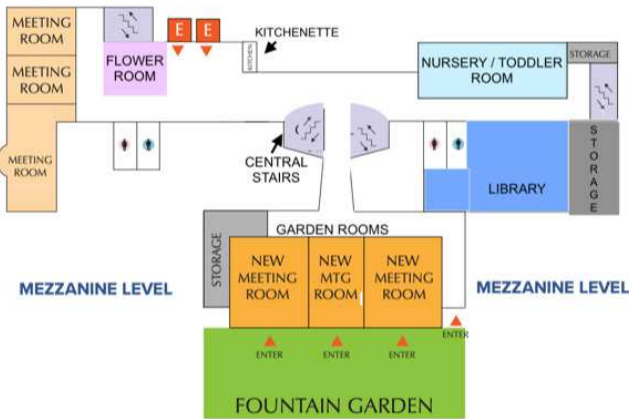 MEETING
ROOM
E
E
KITCHENETTE
MEETING
ROOM
FLOWER
ROOM
KITCHEN
NURSERY / TODDLER
ROOM
STORAGE
MEETING
ROOM
CENTRAL
STAIRS
LIBRARY
STORAGE
GARDEN ROOMS
STORAGE
NEW
MEETING
ROOM
NEW
MTG
ROOM
NEW
MEETING
ROOM
MEZZANINE LEVEL
MEZZANINE LEVEL
ENTER
ENTER
ENTER
ENTER
FOUNTAIN GARDEN